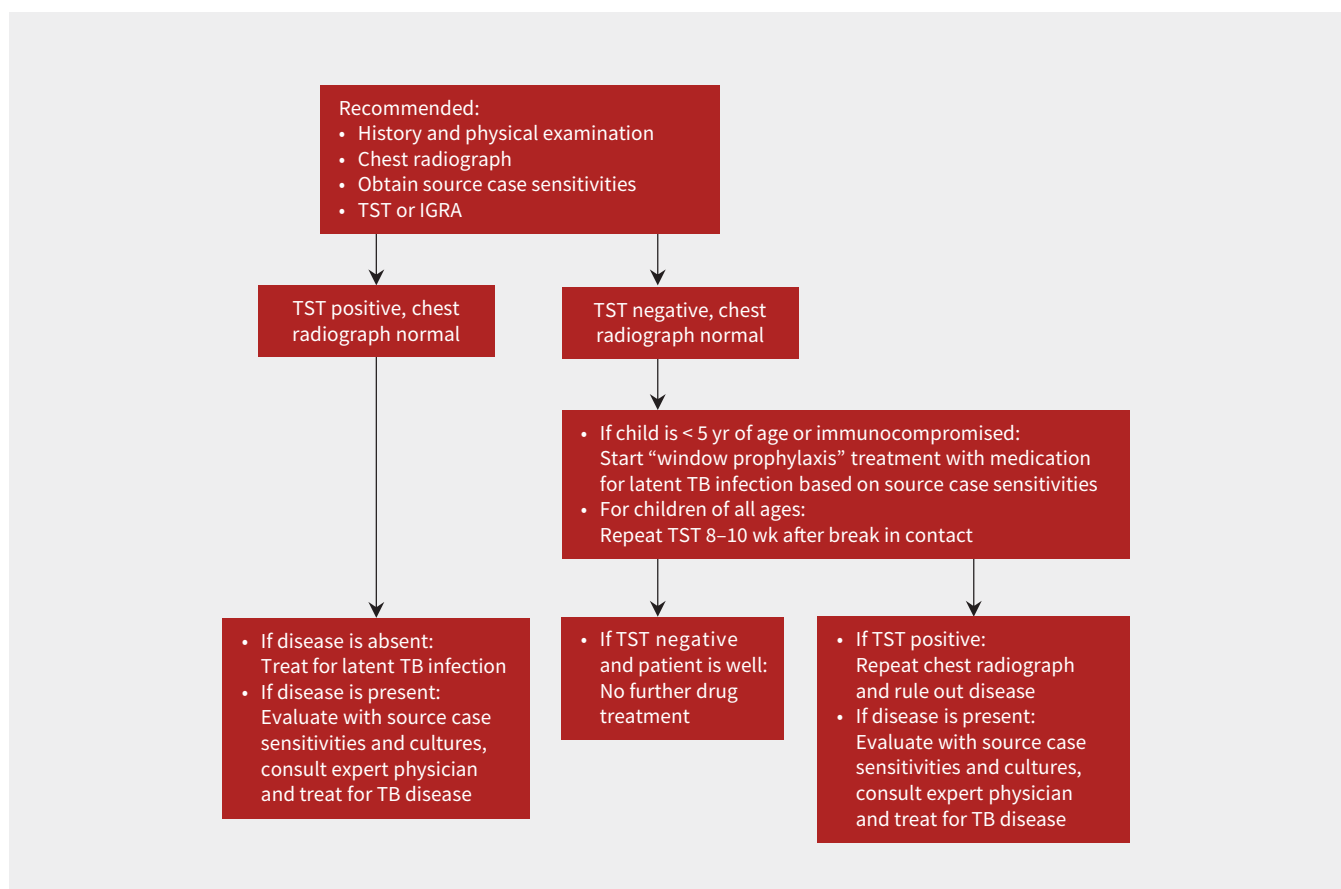 Recommended:
• History and physical examination
• Chest radiograph
• Obtain source case sensitivities
• TST or IGRA
TST positive, chest
radiograph normal
TST negative, chest
radiograph normal
• If child is < 5 yr of age or immunocompromised:
Start “window prophylaxis” treatment with medication
for latent TB infection based on source case sensitivities
• For children of all ages:
Repeat TST 8–10 wk after break in contact
• If disease is absent:
Treat for latent TB infection
• If disease is present:
Evaluate with source case
sensitivities and cultures,
consult expert physician
and treat for TB disease
• If TST negative
and patient is well:
No further drug
treatment
• If TST positive:
Repeat chest radiograph
and rule out disease
• If disease is present:
Evaluate with source case
sensitivities and cultures,
consult expert physician
and treat for TB disease